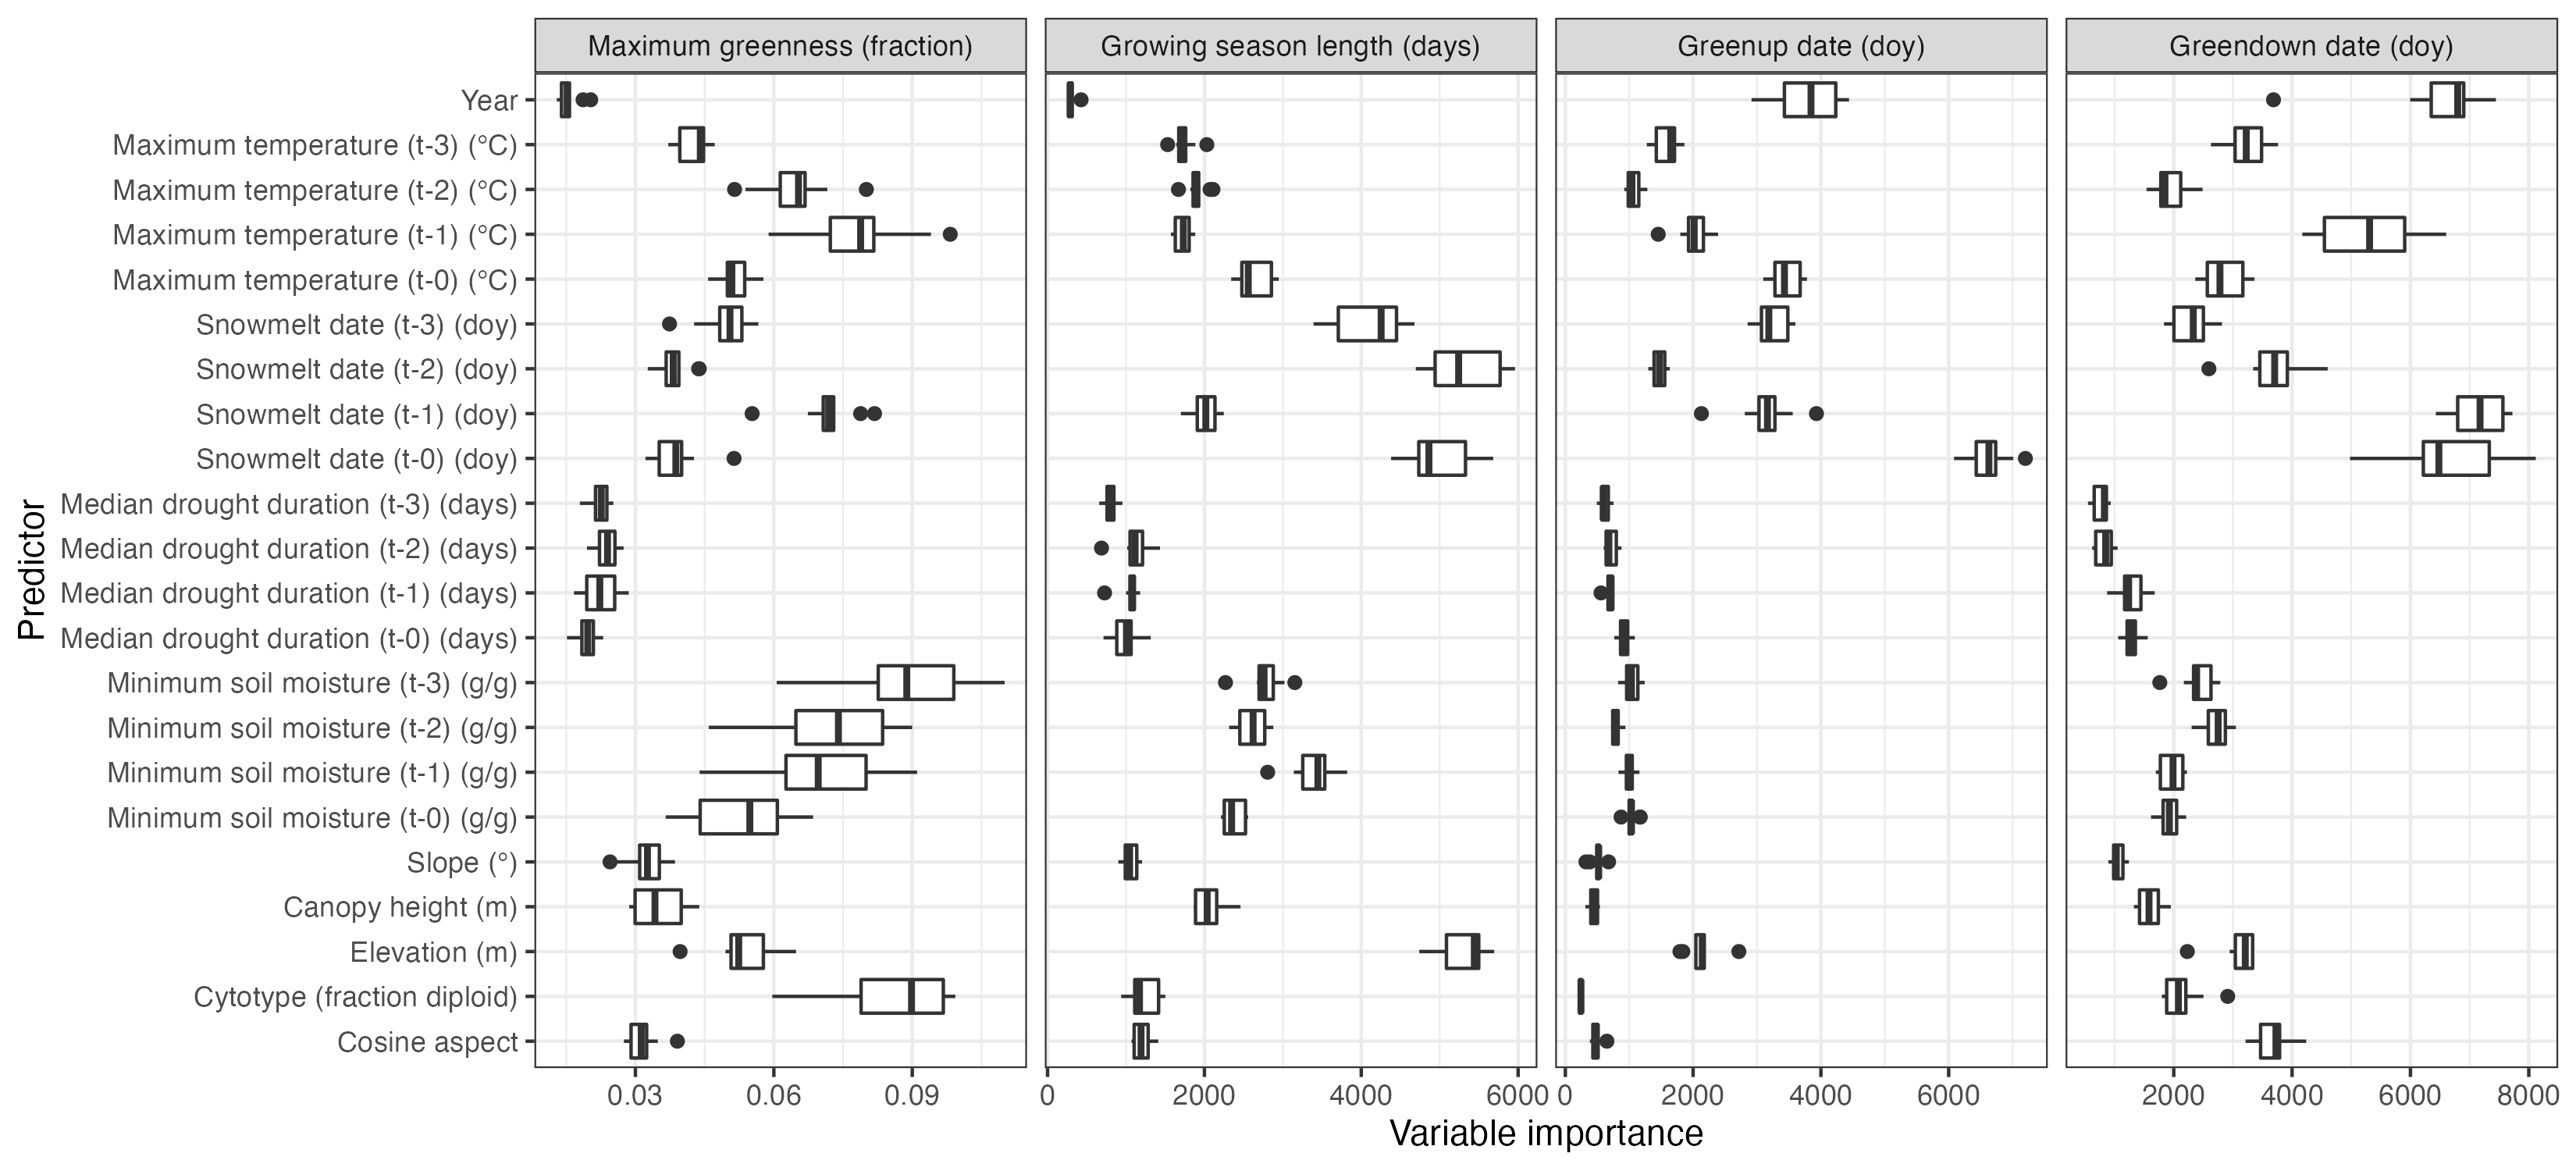 Maximum greenness (fraction)
Growing season length (days)
Greenup date (doy)
Greendown date (doy)
Predictor
Year
Maximum temperature (t-3) (°C)
Maximum temperature (t-2) (°C)
Maximum temperature (t-1) (°C)
Maximum temperature (t-0) (°C)
Snowmelt date (t-3) (doy)
Snowmelt date (t-2) (doy)
Snowmelt date (t-1) (doy)
Snowmelt date (t-0) (doy)
Median drought duration (t-3) (days)
Median drought duration (t-2) (days)
Median drought duration (t-1) (days)
Median drought duration (t-0) (days)
Minimum soil moisture (t-3) (g/g)
Minimum soil moisture (t-2) (g/g)
Minimum soil moisture (t-1) (g/g)
Minimum soil moisture (t-0) (g/g)
Slope (°)
Canopy height (m)
Elevation (m)
Cytotype (fraction diploid)
Cosine aspect
0.03 0.06 0.09
0 2000 4000 6000
0 2000 4000 6000
2000 4000 6000 8000
Variable importance